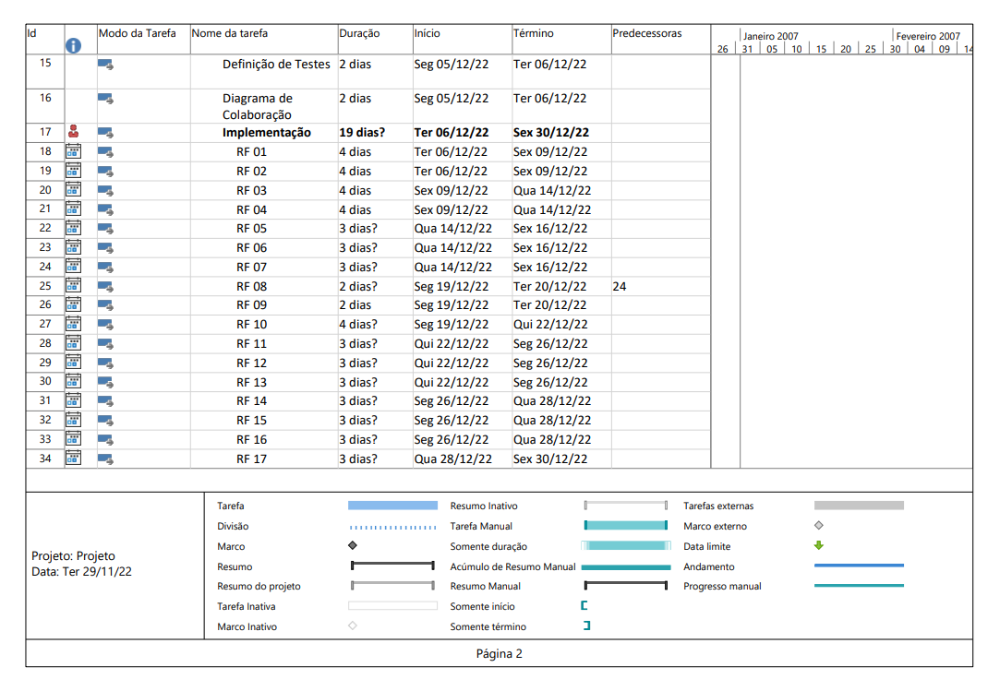 Id Modo da Tarefa Nome da tarefa Duração Início Término Predecessoras Janeiro 2007 Fevereiro 2007
26 31 05 10 15 20 25 30 04 09 14
15 Definição de Testes 2 dias Seg 05/12/22 Ter 06/12/22
16 Diagrama de 2 dias Seg 05/12/22 Ter 06/12/22
Colaboração
17 Implementação 19 dias? Ter 06/12/22 Sex 30/12/22
18 RF 01 4 dias Ter 06/12/22 Sex 09/12/22
19 RF 02 4 dias Ter 06/12/22 Sex 09/12/22
20 RF 03 4 dias Sex 09/12/22 Qua 14/12/22
21 RF 04 4 dias Sex 09/12/22 Qua 14/12/22
22 RF 05 3 dias? Qua 14/12/22 Sex 16/12/22
23 RF 06 3 dias? Qua 14/12/22 Sex 16/12/22
24 RF 07 3 dias? Qua 14/12/22 Sex 16/12/22
25 RF 08 2 dias? Seg 19/12/22 Ter 20/12/22 24
26 RF 09 2 dias Seg 19/12/22 Ter 20/12/22
27 RF 10 4 dias? Seg 19/12/22 Qui 22/12/22
28 RF 11 3 dias? Qui 22/12/22 Seg 26/12/22
29 RF 12 3 dias? Qui 22/12/22 Seg 26/12/22
30 RF 13 3 dias? Qui 22/12/22 Seg 26/12/22
31 RF 14 3 dias? Seg 26/12/22 Qua 28/12/22
32 RF 15 3 dias? Seg 26/12/22 Qua 28/12/22
33 RF 16 3 dias? Seg 26/12/22 Qua 28/12/22
34 RF 17 3 dias? Qua 28/12/22 Sex 30/12/22
Projeto: Projeto
Data: Ter 29/11/22
Tarefa
Divisão
Marco
Resumo
Resumo do projeto
Tarefa Inativa
Marco Inativo
Resumo Inativo
Tarefa Manual
Somente duração
Acúmulo de Resumo Manual
Resumo Manual
Somente início
Somente término
Tarefas externas
Marco externo
Data limite
Andamento
Progresso manual
Página 2